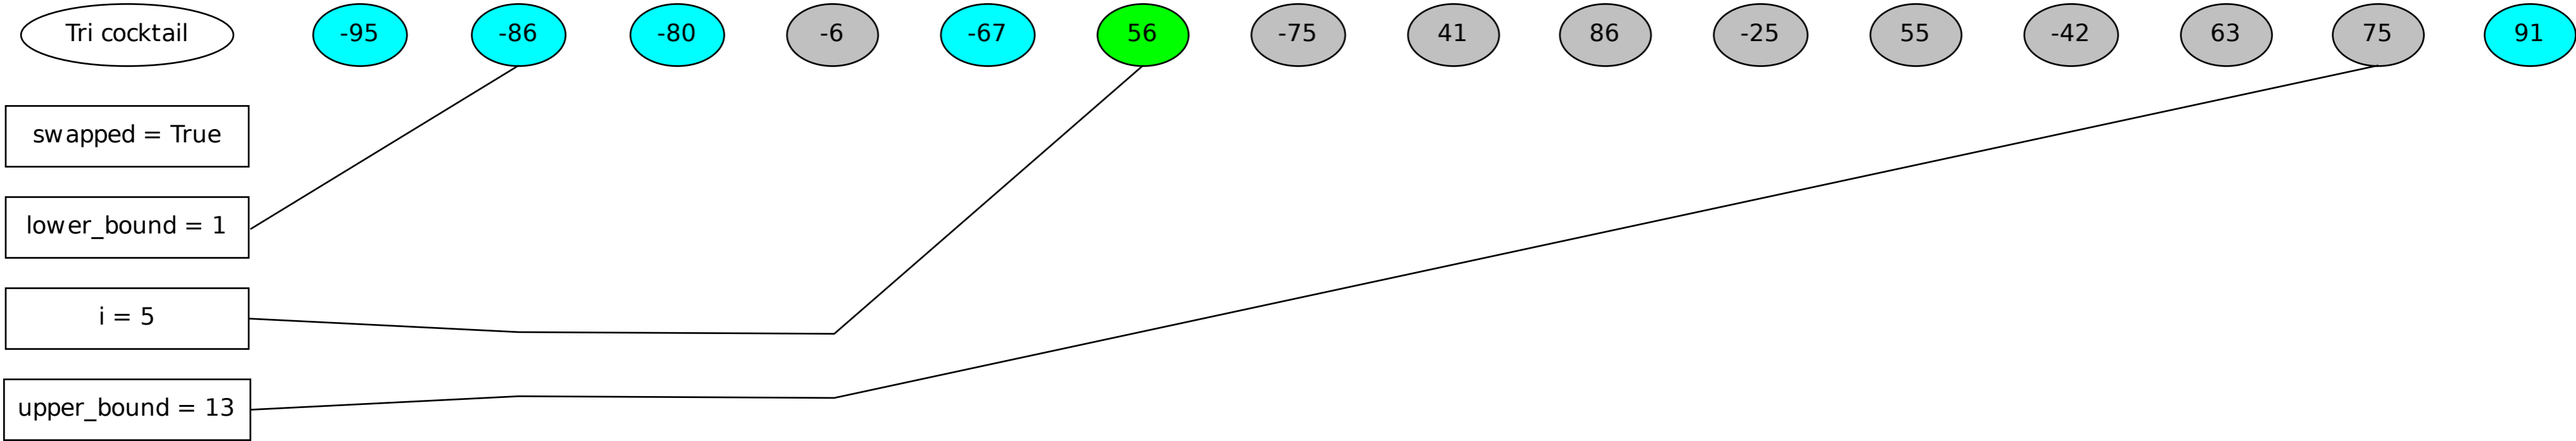 Tri cocktail -95 -86 -80 -6 -67 56 -75 41 86 -25 55 -42 63 75 91
swapped = True
lower_bound = 1
i = 5
upper_bound = 13